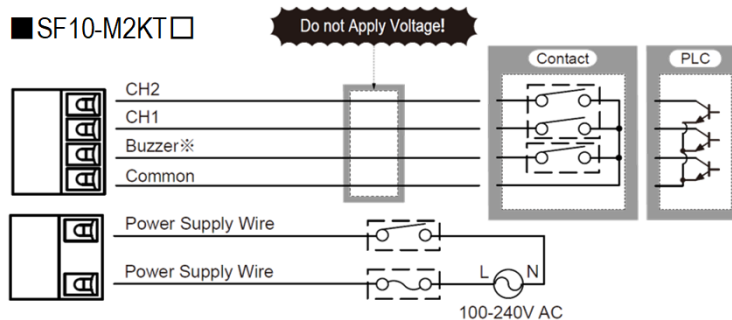 ■SF10-M2KT□
Do not Apply Voltage!
Contact
PLC
CH2
CH1
Buzzer※
Common
Power Supply Wire
Power Supply Wire
L
N
100-240V AC